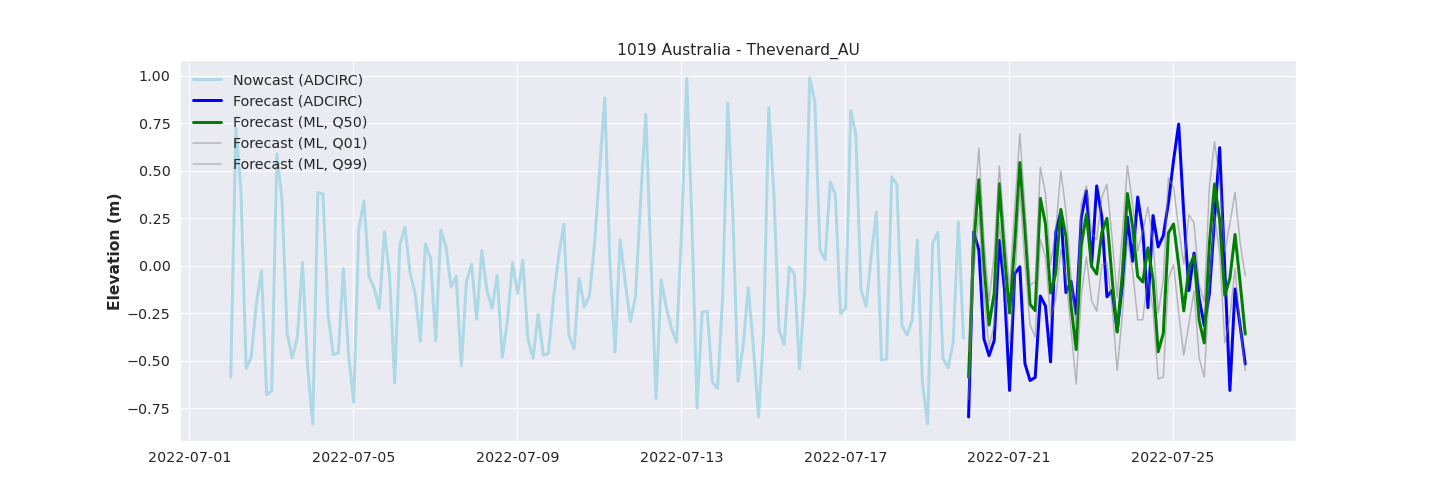 1019 Australia - Thevenard_AU
Nowcast (ADCIRC)
Forecast (ADCIRC)
Forecast (ML, Q50)
Forecast (ML, Q01)
Forecast (ML, Q99)
Elevation (m)
1.00
0.75
0.50
0.25
0.00
−0.25
−0.50
−0.75
2022-07-01 2022-07-05 2022-07-09 2022-07-13 2022-07-17 2022-07-21 2022-07-25